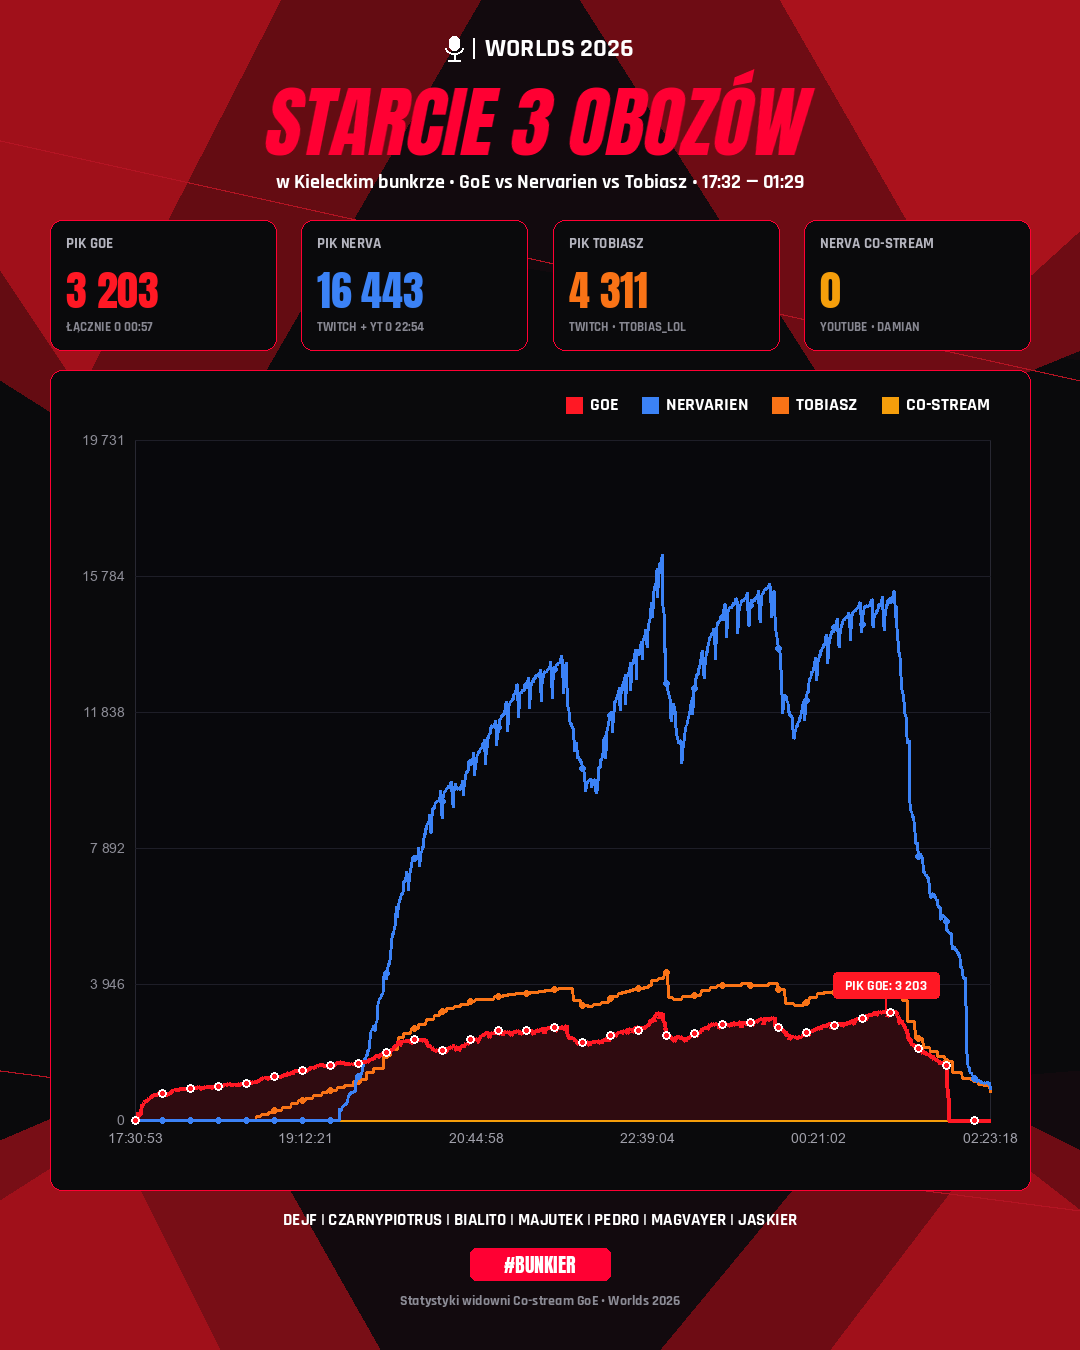 | WORLDS 2026
STARCIE 3 OBOZÓW
w Kieleckim bunkrze • GoE vs Nervarien vs Tobiasz • 17:32 — 01:29
PIK GOE
3 203
ŁĄCZNIE O 00:57
PIK NERVA
16 443
TWITCH + YT O 22:54
PIK TOBIASZ
4 311
TWITCH • TTOBIAS_LOL
NERVA CO-STREAM
0
YOUTUBE • DAMIAN
GOE NERVARIEN TOBIASZ CO-STREAM
19 731
15 784
11 838
7 892
3 946
PIK GOE: 3 203
0
17:30:53 19:12:21 20:44:58 22:39:04 00:21:02 02:23:18
DEJF | CZARNYPIOTRUS | BIALITO | MAJUTEK | PEDRO | MAGVAYER | JASKIER
#BUNKIER
Statystyki widowni Co-stream GoE • Worlds 2026